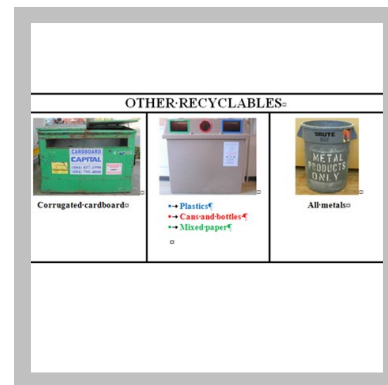 OTHER·RECYCLABLES¤
CARDBOARD
CAPITAL
BRUTE
METAL
PRODUCTS
ONLY
Corrugated·cardboard¤
▪→Plastics¶
▪→Cans·and·bottles¶
▪→Mixed·paper¶
¤
All·metals¤